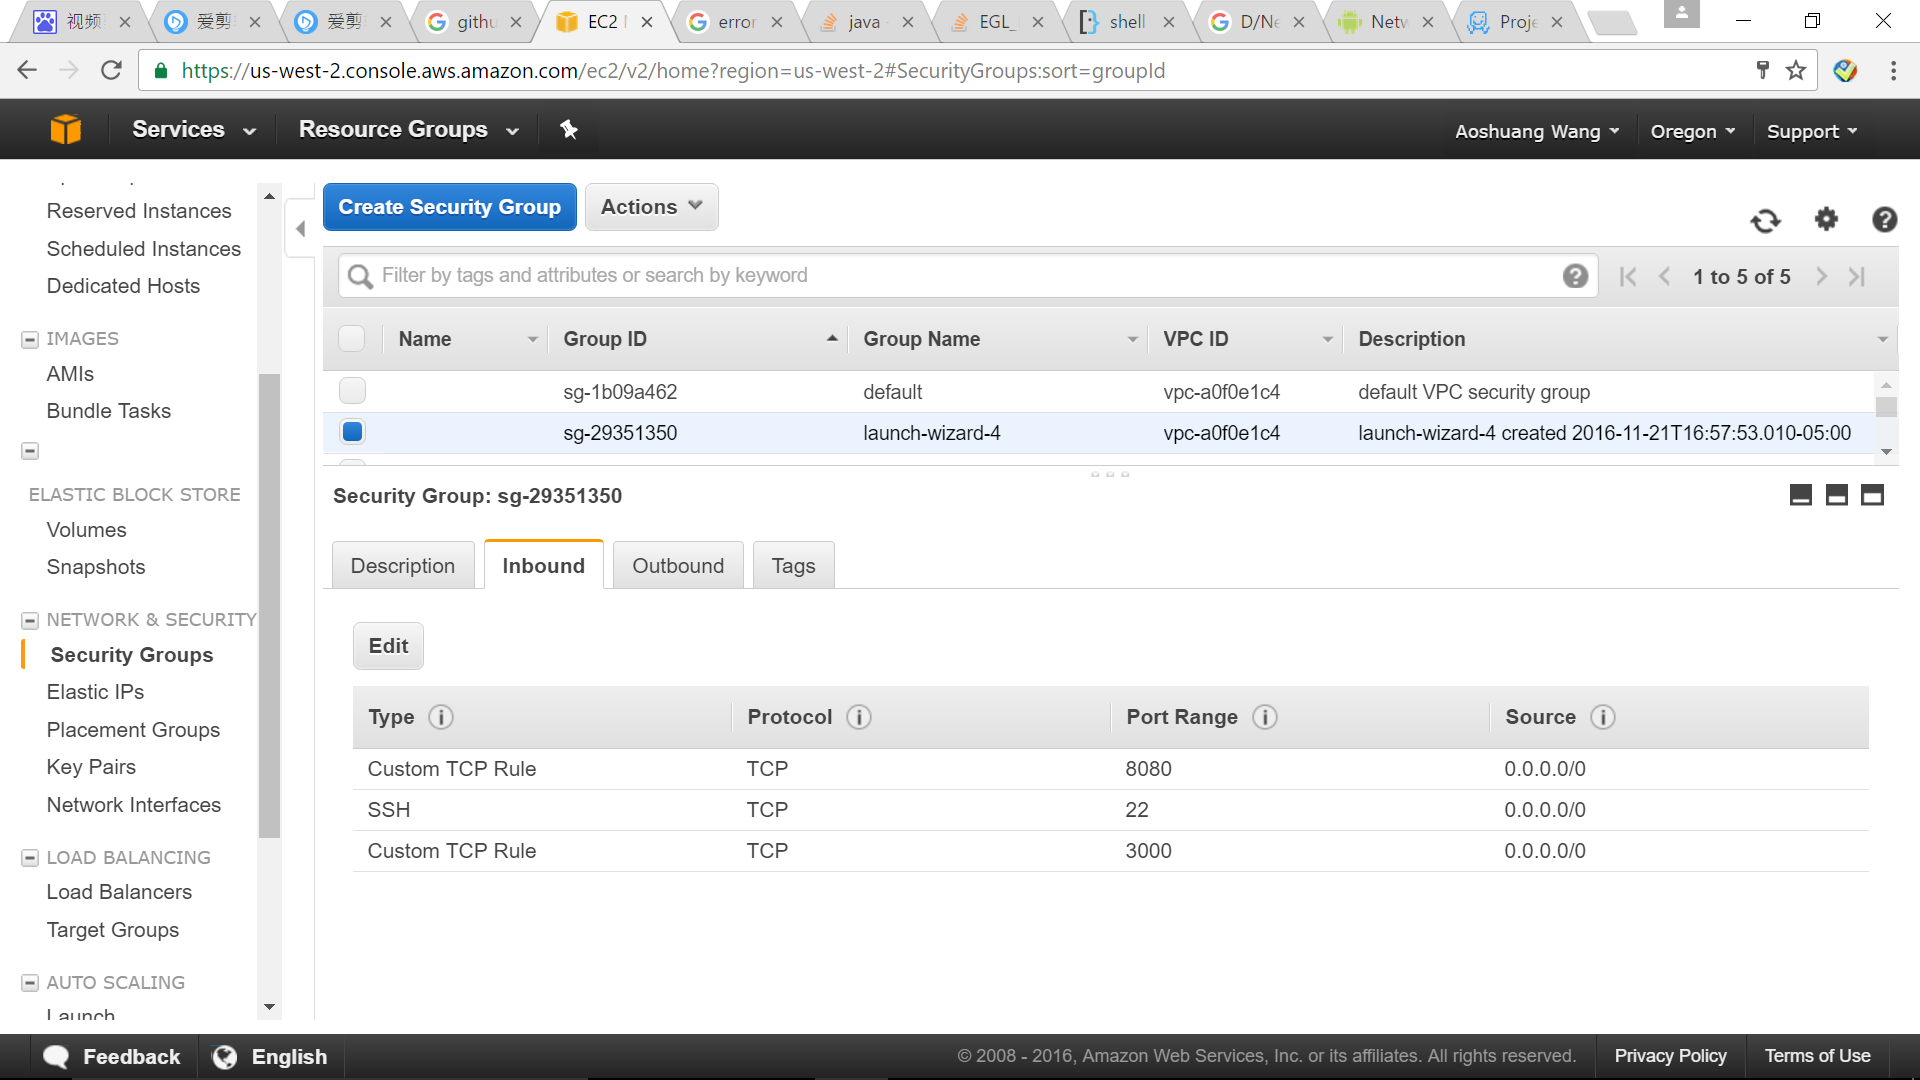 视频 爱剪 爱剪 githu EC2 error java EGL_ shell D/Ne Netw Proje
https://us-west-2.console.aws.amazon.com/ec2/v2/home?region=us-west-2#SecurityGroups:sort=groupId
Services Resource Groups Aoshuang Wang Oregon Support
Reserved Instances
Scheduled Instances
Dedicated Hosts
IMAGES
AMIs
Bundle Tasks
ELASTIC BLOCK STORE
Volumes
Snapshots
NETWORK & SECURITY
Security Groups
Elastic IPs
Placement Groups
Key Pairs
Network Interfaces
LOAD BALANCING
Load Balancers
Target Groups
AUTO SCALING
Launch
Create Security Group Actions
Filter by tags and attributes or search by keyword 1 to 5 of 5
Name Group ID Group Name VPC ID Description
sg-1b09a462 default vpc-a0f0e1c4 default VPC security group
sg-29351350 launch-wizard-4 vpc-a0f0e1c4 launch-wizard-4 created 2016-11-21T16:57:53.010-05:00
Security Group: sg-29351350
Description Inbound Outbound Tags
Edit
Type Protocol Port Range Source
Custom TCP Rule TCP 8080 0.0.0.0/0
SSH TCP 22 0.0.0.0/0
Custom TCP Rule TCP 3000 0.0.0.0/0
Feedback English © 2008 - 2016, Amazon Web Services, Inc. or its affiliates. All rights reserved. Privacy Policy Terms of Use